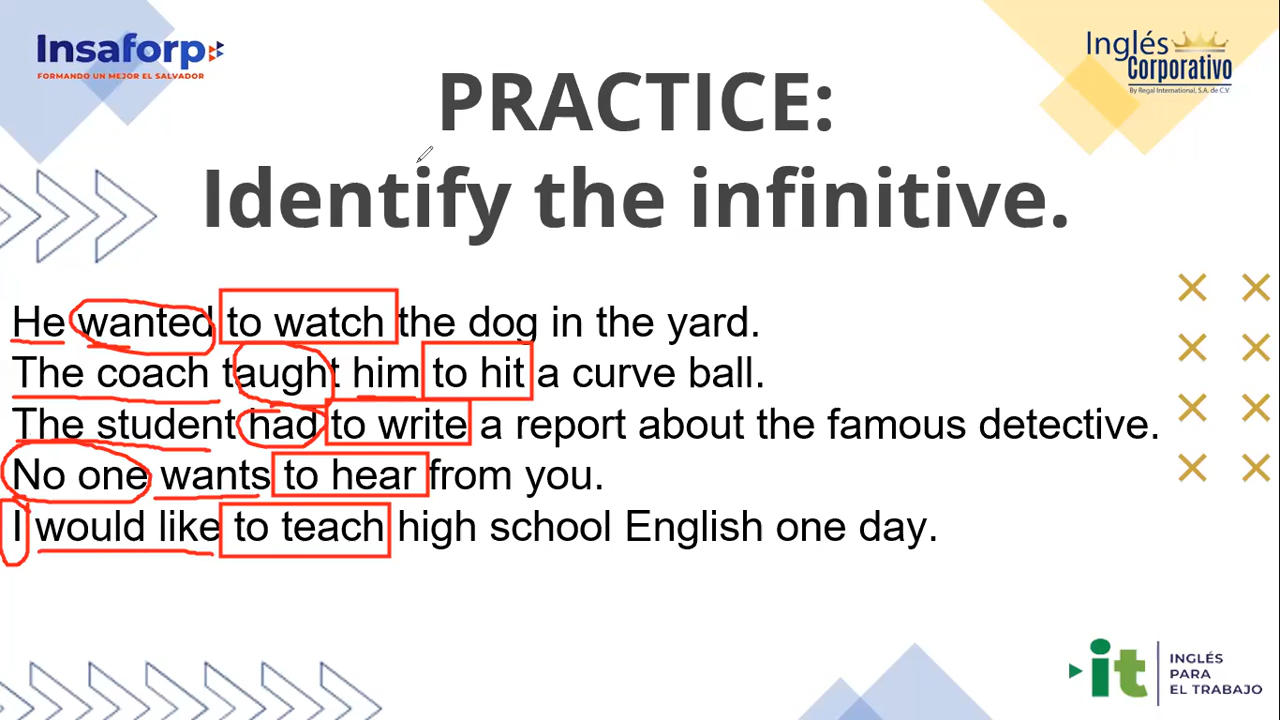 Insaforp
FORMANDO UN MEJOR EL SALVADOR
Inglés
Corporativo
By Regal International, S.A. de C.V
PRACTICE:
Identify the infinitive.
He wanted to watch the dog in the yard.
The coach taught him to hit a curve ball.
The student had to write a report about the famous detective.
No one wants to hear from you.
I would like to teach high school English one day.
it
INGLÉS
PARA
EL TRABAJO